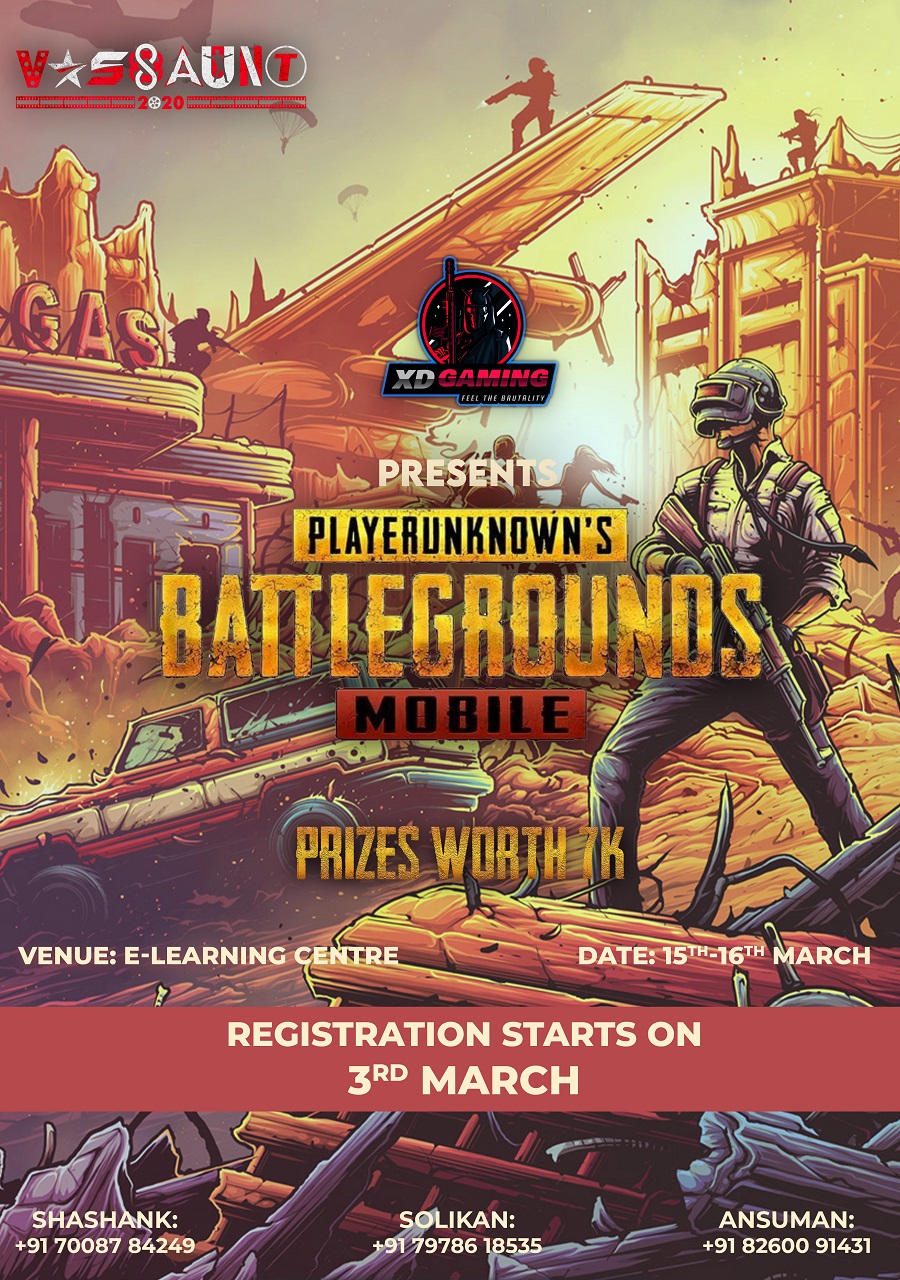 VASSAUNT
2020
GAS
XD GAMING
FEEL THE BRUTALITY
PRESENTS
PLAYERUNKNOWN'S
BATTLEGROUNDS
MOBILE
PRIZES WORTH 7K
VENUE: E-LEARNING CENTRE
DATE: 15TH-16TH MARCH
REGISTRATION STARTS ON
3RD MARCH
SHASHANK:
+91 70087 84249
SOLIKAN:
+91 79786 18535
ANSUMAN:
+91 82600 91431